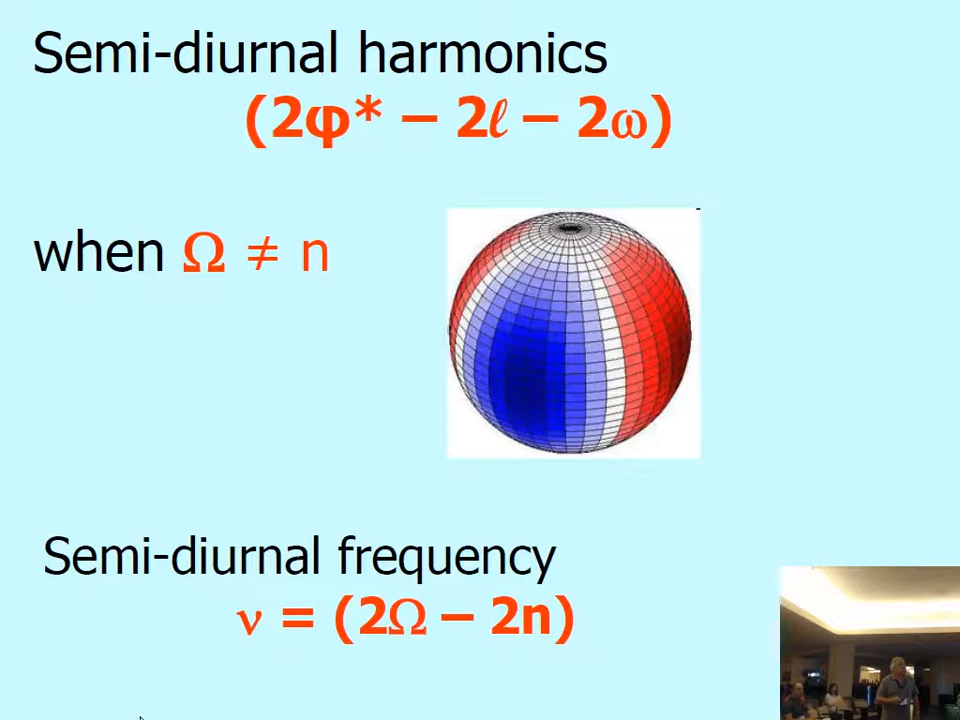 Semi-diurnal harmonics
(2φ* – 2ℓ – 2ω)
when Ω ≠ n
Semi-diurnal frequency
ν = (2Ω – 2n)